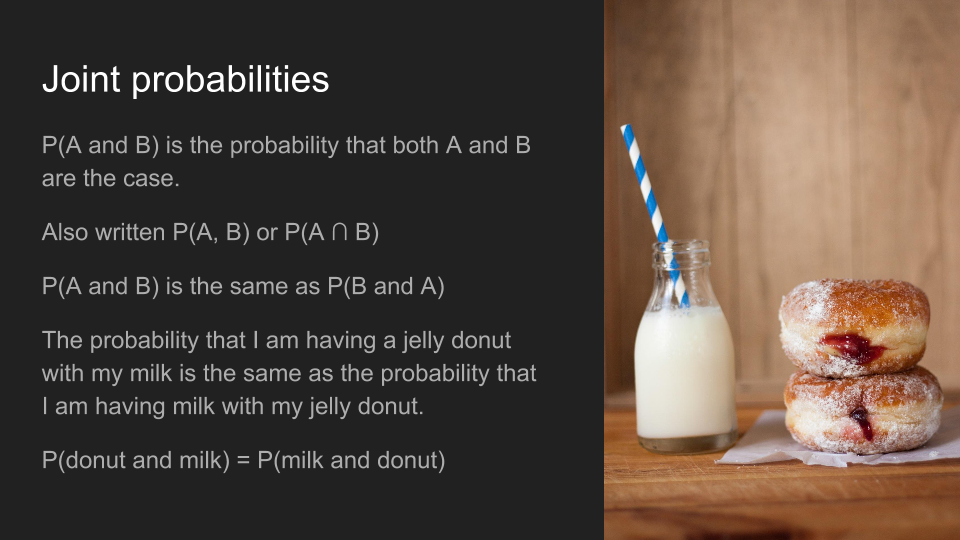 Joint probabilities
P(A and B) is the probability that both A and B
are the case.
Also written P(A, B) or P(A ∩ B)
P(A and B) is the same as P(B and A)
The probability that I am having a jelly donut
with my milk is the same as the probability that
I am having milk with my jelly donut.
P(donut and milk) = P(milk and donut)